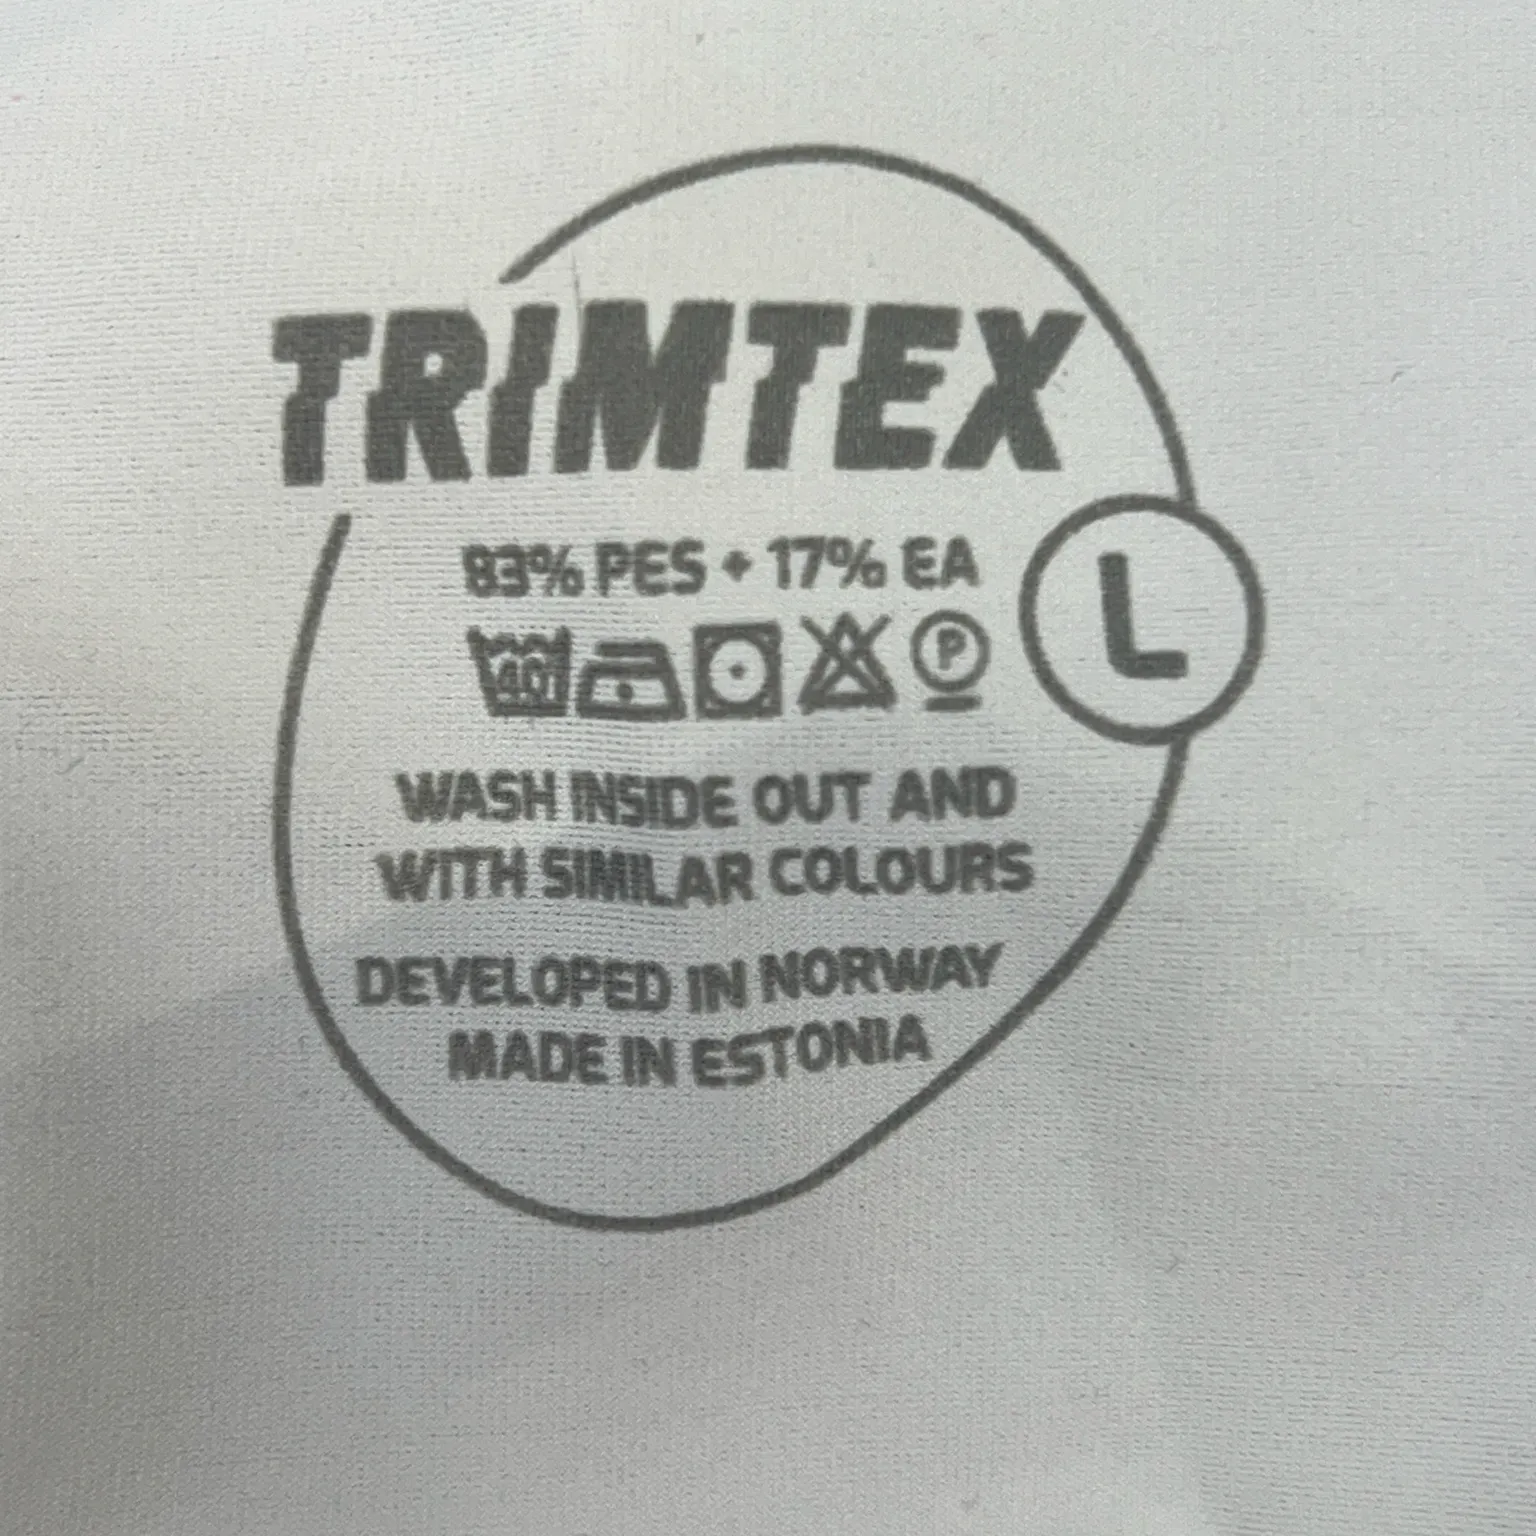 TRIMTEX
83% PES + 17% EA
L
40
P
WASH INSIDE OUT AND
WITH SIMILAR COLOURS
DEVELOPED IN NORWAY
MADE IN ESTONIA